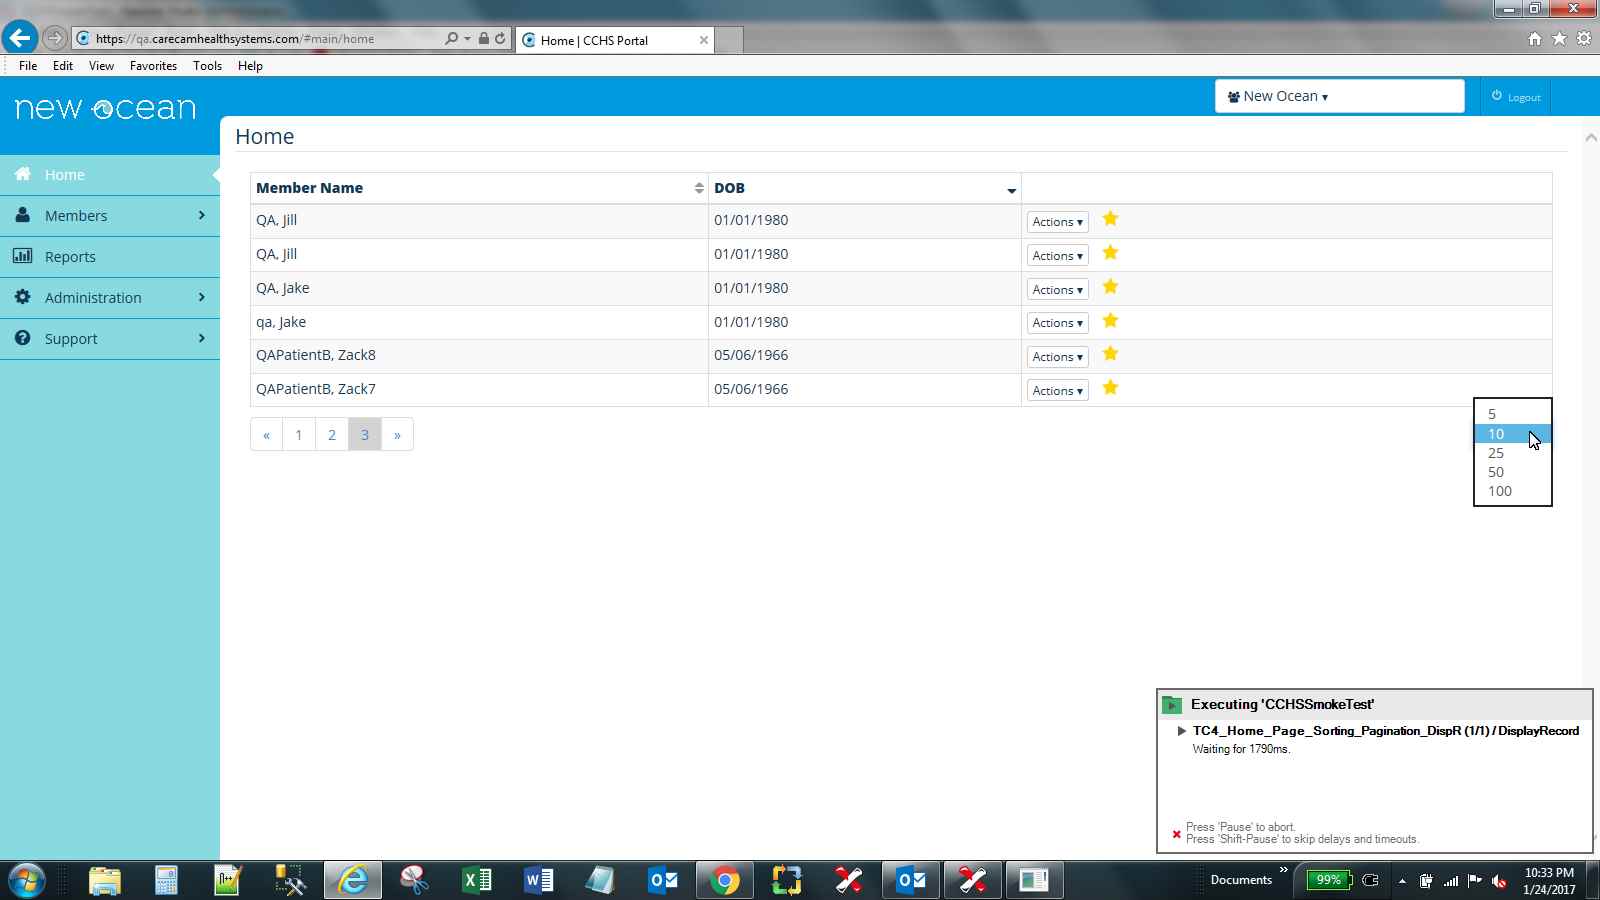 https://qa.carecamhealthsystems.com/#main/home
Home | CCHS Portal
File Edit View Favorites Tools Help
new ocean
New Ocean ▾
Logout
Home
Home
Members
Reports
Administration
Support
Member Name DOB
QA, Jill 01/01/1980 Actions ▾
QA, Jill 01/01/1980 Actions ▾
QA, Jake 01/01/1980 Actions ▾
qa, Jake 01/01/1980 Actions ▾
QAPatientB, Zack8 05/06/1966 Actions ▾
QAPatientB, Zack7 05/06/1966 Actions ▾
« 1 2 3 »
5
10
25
50
100
Executing 'CCHSSmokeTest'
TC4_Home_Page_Sorting_Pagination_DispR (1/1) / DisplayRecord
Waiting for 1790ms.
Press 'Pause' to abort.
Press 'Shift-Pause' to skip delays and timeouts.
Documents »
99%
10:33 PM
1/24/2017